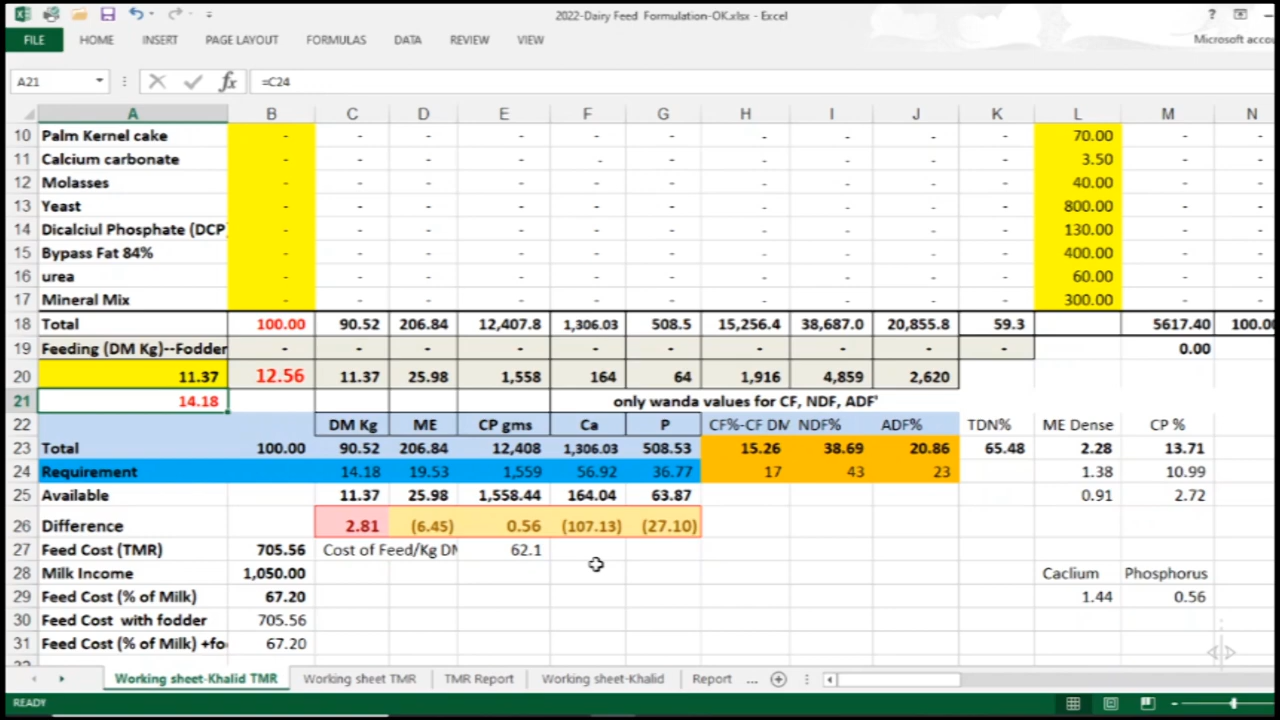 2022-Dairy Feed Formulation-OK.xlsx - Excel
?
FILE HOME INSERT PAGE LAYOUT FORMULAS DATA REVIEW VIEW
Microsoft acco
A21 fx =C24
A B C D E F G H I J K L M N
10 Palm Kernel cake - - - - - - - - - - 70.00 - -
11 Calcium carbonate - - - - - - - - - - 3.50 - -
12 Molasses - - - - - - - - - - 40.00 - -
13 Yeast - - - - - - - - - - 800.00 - -
14 Dicalciul Phosphate (DCP) - - - - - - - - - - 130.00 - -
15 Bypass Fat 84% - - - - - - - - - - 400.00 - -
16 urea - - - - - - - - - - 60.00 - -
17 Mineral Mix - - - - - - - - - - 300.00 - -
18 Total 100.00 90.52 206.84 12,407.8 1,306.03 508.5 15,256.4 38,687.0 20,855.8 59.3 5617.40 100.0
19 Feeding (DM Kg)--Fodder - - - - - - - - - - 0.00
20 11.37 12.56 11.37 25.98 1,558 164 64 1,916 4,859 2,620
21 14.18 only wanda values for CF, NDF, ADF'
22 DM Kg ME CP gms Ca P CF%-CF DM NDF% ADF% TDN% ME Dense CP %
23 Total 100.00 90.52 206.84 12,408 1,306.03 508.53 15.26 38.69 20.86 65.48 2.28 13.71
24 Requirement 14.18 19.53 1,559 56.92 36.77 17 43 23 1.38 10.99
25 Available 11.37 25.98 1,558.44 164.04 63.87 0.91 2.72
26 Difference 2.81 (6.45) 0.56 (107.13) (27.10)
27 Feed Cost (TMR) 705.56 Cost of Feed/Kg DM 62.1
28 Milk Income 1,050.00 Caclium Phosphorus
29 Feed Cost (% of Milk) 67.20 1.44 0.56
30 Feed Cost with fodder 705.56
31 Feed Cost (% of Milk) +fo 67.20
Working sheet-Khalid TMR Working sheet TMR TMR Report Working sheet-Khalid Report ...
READY